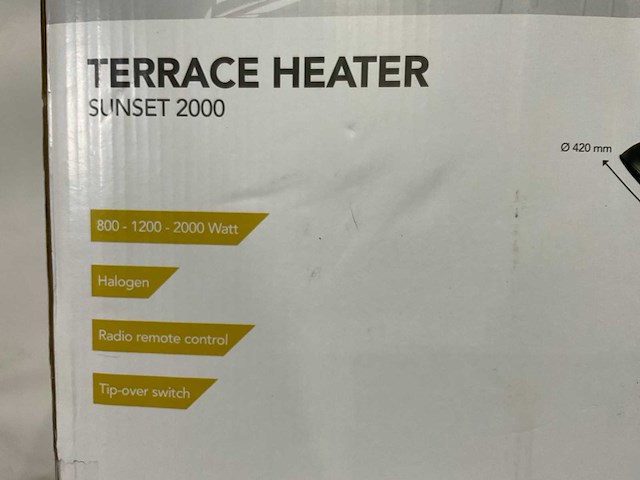 TERRACE HEATER
SUNSET 2000
Ø 420 mm
800 - 1200 - 2000 Watt
Halogen
Radio remote control
Tip-over switch